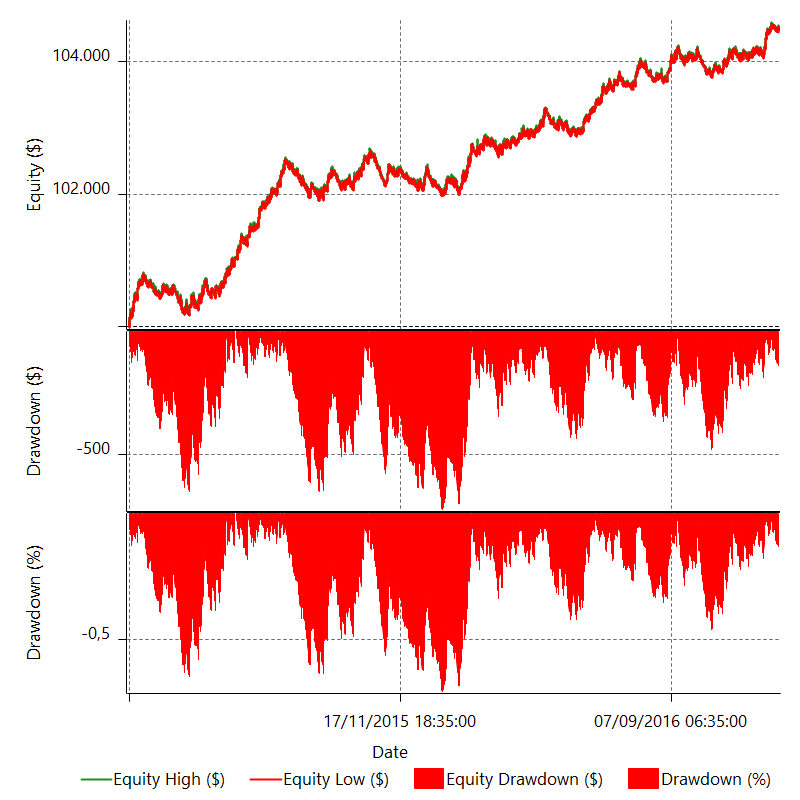 104.000
Equity ($)
102.000
Drawdown ($)
-500
Drawdown (%)
-0,5
17/11/2015 18:35:00 07/09/2016 06:35:00
Date
Equity High ($) Equity Low ($) Equity Drawdown ($) Drawdown (%)